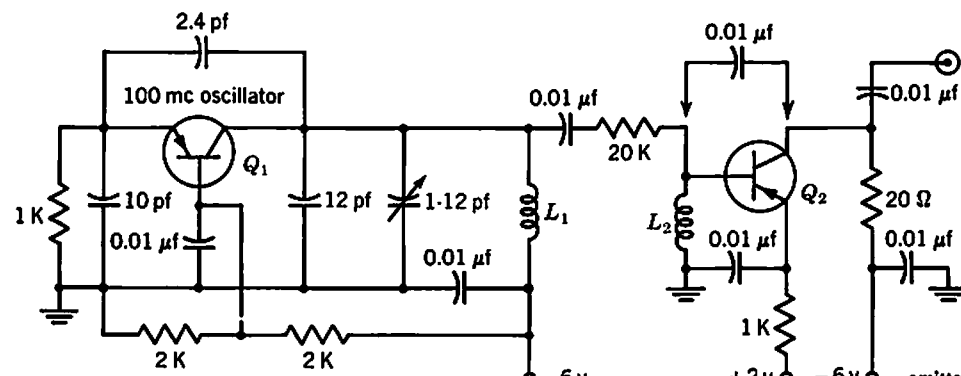 2.4 pf
0.01 μf
100 mc oscillator
0.01 μf
0.01 μf
Q1
20 K
Q2
1 K
10 pf
12 pf
1-12 pf
L1
L2
20 Ω
0.01 μf
0.01 μf
0.01 μf
0.01 μf
2 K
2 K
1 K